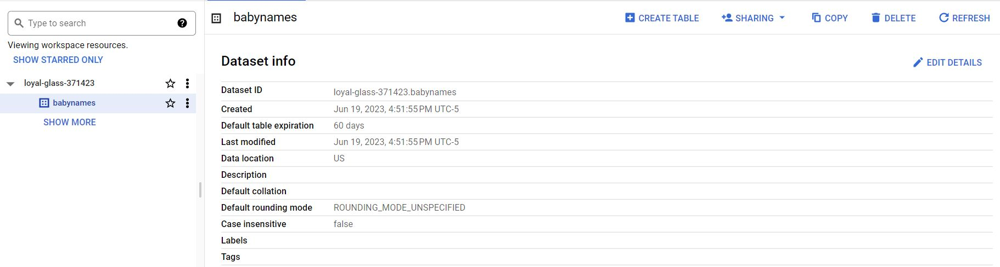 Type to search
Viewing workspace resources.
SHOW STARRED ONLY
loyal-glass-371423
babynames
SHOW MORE
babynames
CREATE TABLE
SHARING
COPY
DELETE
REFRESH
Dataset info
EDIT DETAILS
Dataset ID loyal-glass-371423.babynames
Created Jun 19, 2023, 4:51:55 PM UTC-5
Default table expiration 60 days
Last modified Jun 19, 2023, 4:51:55 PM UTC-5
Data location US
Description
Default collation
Default rounding mode ROUNDING_MODE_UNSPECIFIED
Case insensitive false
Labels
Tags